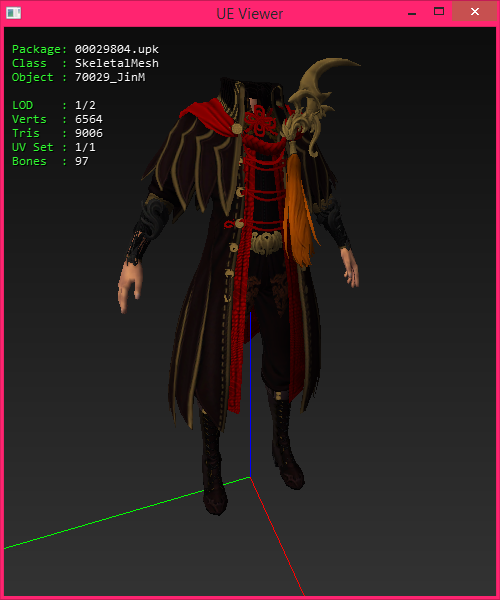 UE Viewer
Package: 00029804.upk
Class  : SkeletalMesh
Object : 70029_JinM
LOD    : 1/2
Verts  : 6564
Tris   : 9006
UV Set : 1/1
Bones  : 97